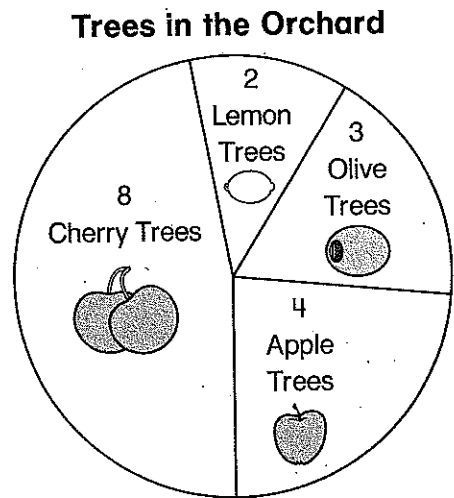 Trees in the Orchard
2
Lemon
Trees
3
Olive
Trees
8
Cherry Trees
4
Apple
Trees